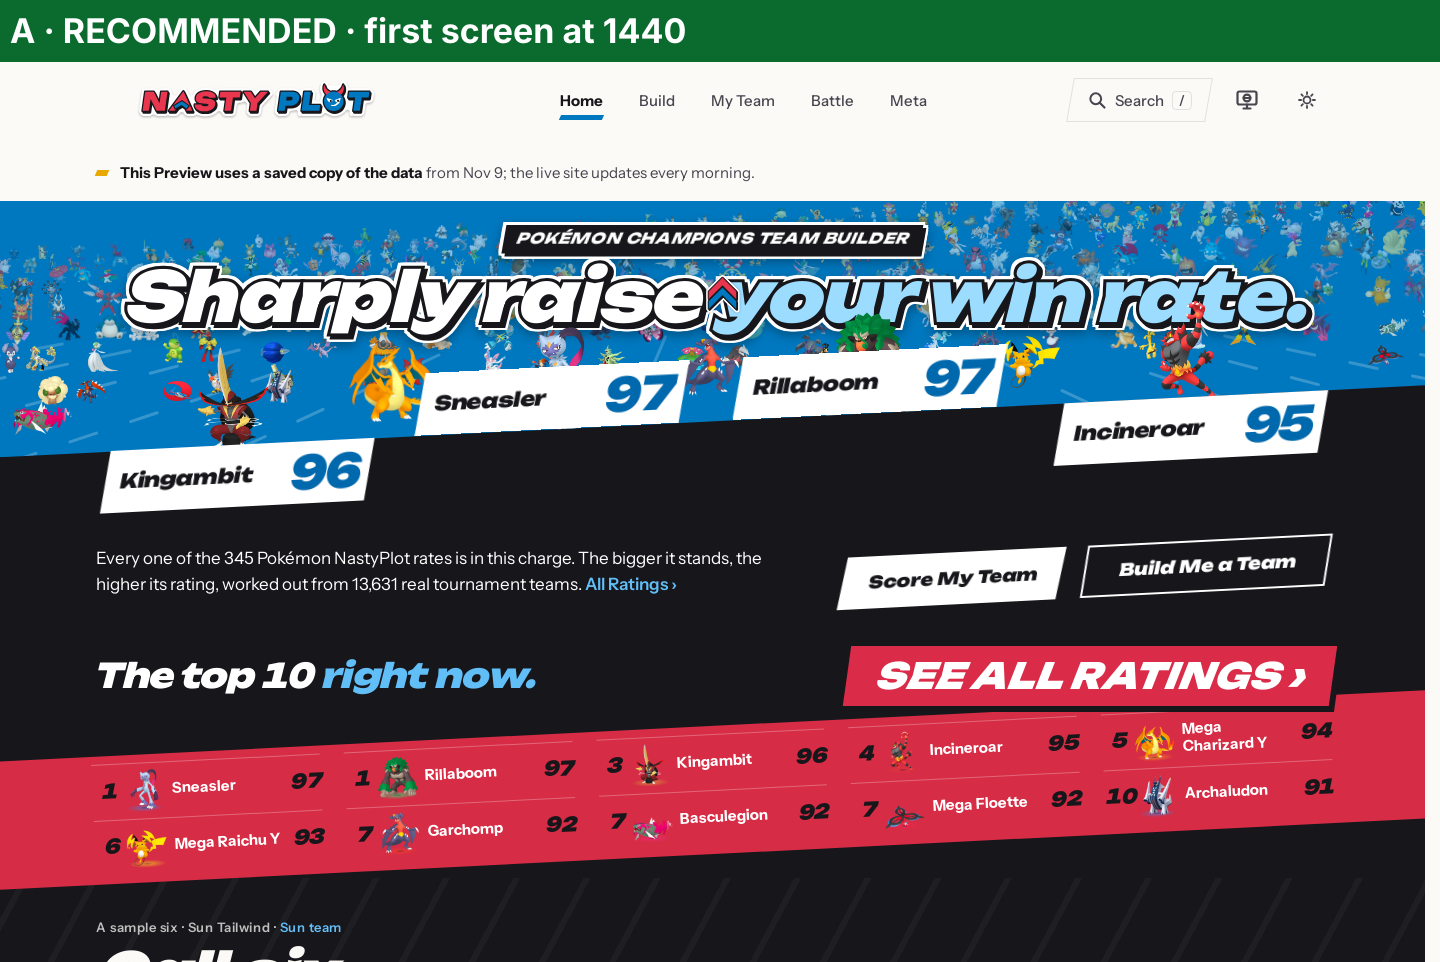 A · RECOMMENDED · first screen at 1440
NASTY PLOT
Home
Build
My Team
Battle
Meta
Search /
This Preview uses a saved copy of the data from Nov 9; the live site updates every morning.
POKÉMON CHAMPIONS TEAM BUILDER
Sharply raise your win rate.
Sneasler 97
Rillaboom 97
Incineroar 95
Kingambit 96
Every one of the 345 Pokémon NastyPlot rates is in this charge. The bigger it stands, the
higher its rating, worked out from 13,631 real tournament teams. All Ratings ›
Score My Team
Build Me a Team
The top 10 right now.
SEE ALL RATINGS ›
1 Sneasler 97
1 Rillaboom 97
3 Kingambit 96
4 Incineroar 95
5 Mega
Charizard Y 94
6 Mega Raichu Y 93
7 Garchomp 92
7 Basculegion 92
7 Mega Floette 92
10 Archaludon 91
A sample six · Sun Tailwind · Sun team